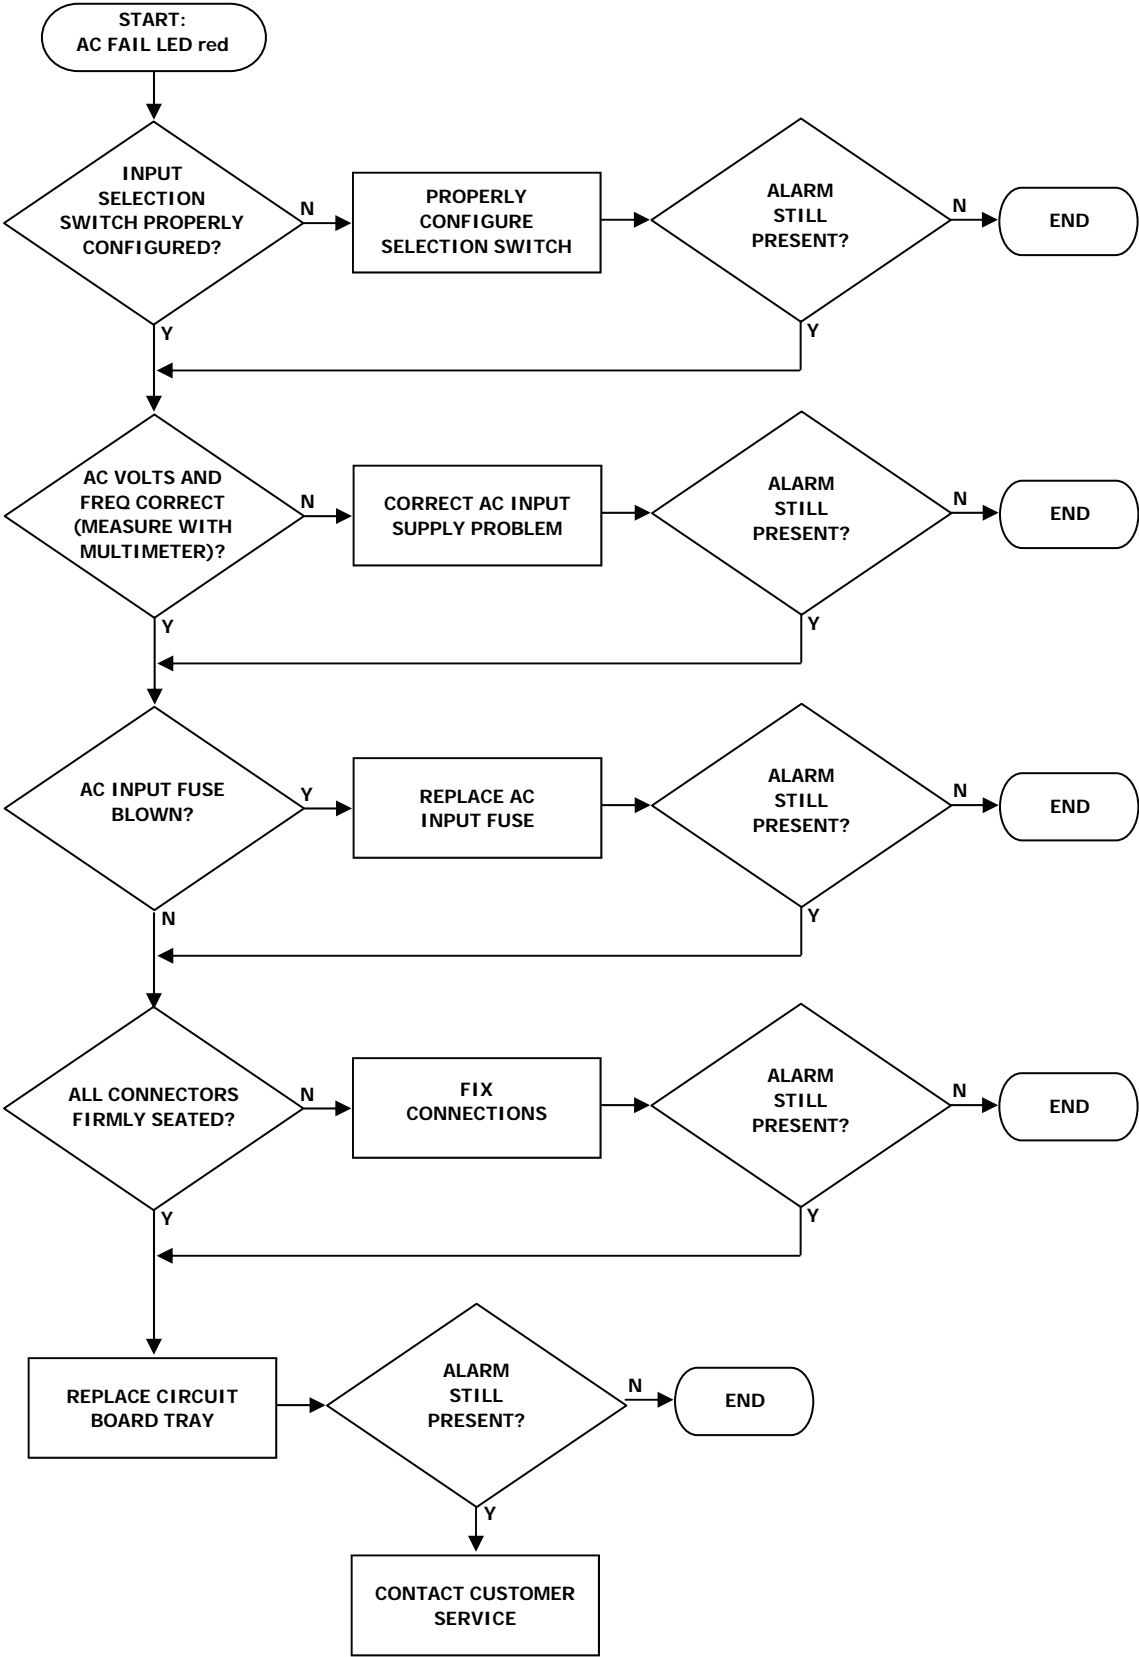 START:
AC FAIL LED red
INPUT
SELECTION
SWITCH PROPERLY
CONFIGURED?
N
PROPERLY
CONFIGURE
SELECTION SWITCH
ALARM
STILL
PRESENT?
N
END
Y
Y
AC VOLTS AND
FREQ CORRECT
(MEASURE WITH
MULTIMETER)?
N
CORRECT AC INPUT
SUPPLY PROBLEM
ALARM
STILL
PRESENT?
N
END
Y
Y
AC INPUT FUSE
BLOWN?
Y
REPLACE AC
INPUT FUSE
ALARM
STILL
PRESENT?
N
END
N
Y
ALL CONNECTORS
FIRMLY SEATED?
N
FIX
CONNECTIONS
ALARM
STILL
PRESENT?
N
END
Y
Y
REPLACE CIRCUIT
BOARD TRAY
ALARM
STILL
PRESENT?
N
END
Y
CONTACT CUSTOMER
SERVICE